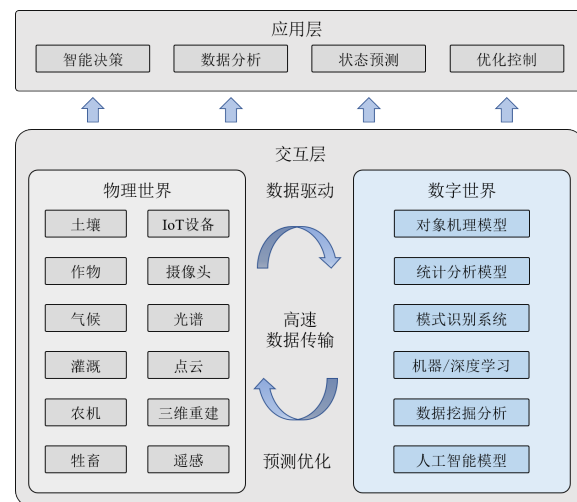 应用层
智能决策
数据分析
状态预测
优化控制
交互层
物理世界
土壤
IoT设备
作物
摄像头
气候
光谱
灌溉
点云
农机
三维重建
牲畜
遥感
数据驱动
高速
数据传输
预测优化
数字世界
对象机理模型
统计分析模型
模式识别系统
机器/深度学习
数据挖掘分析
人工智能模型